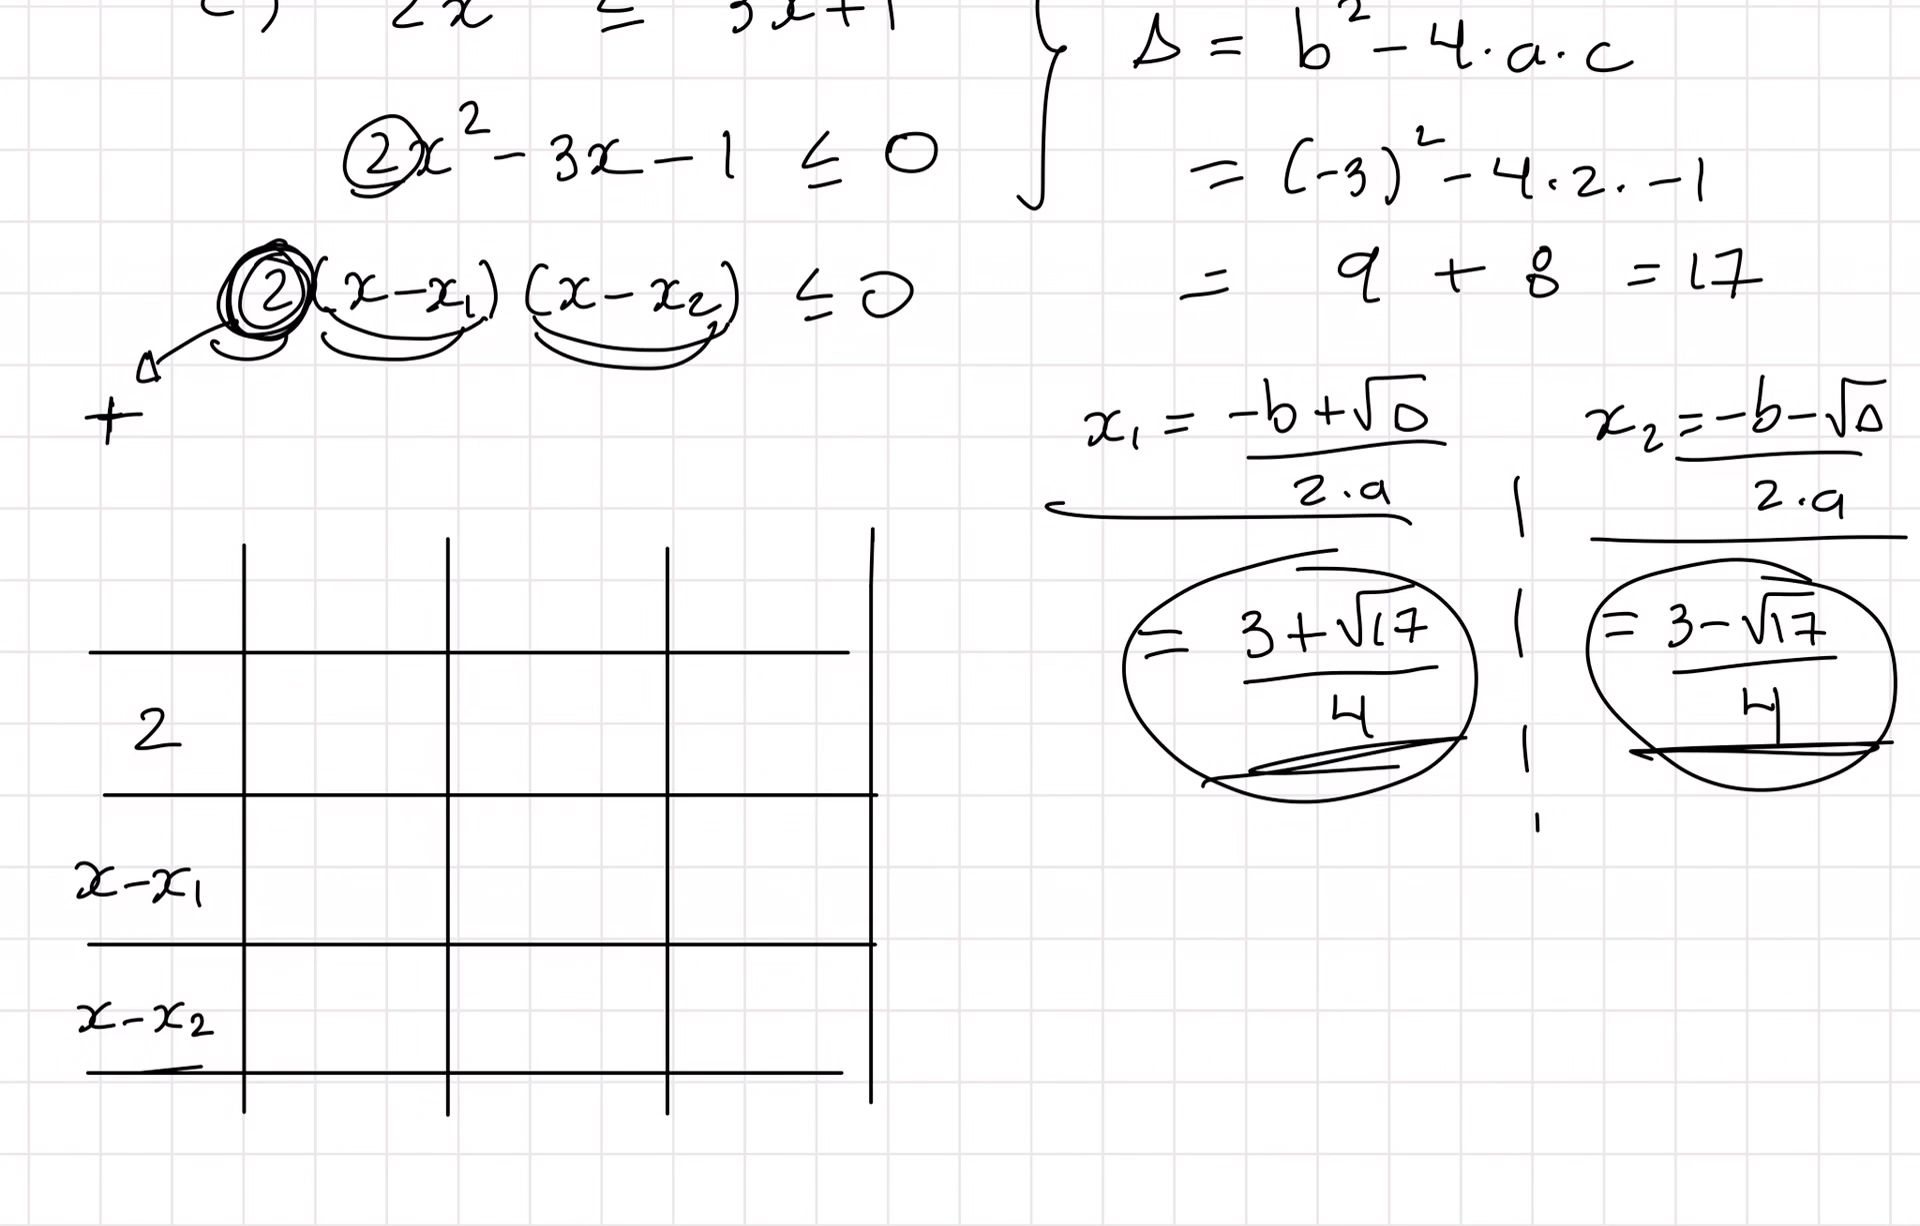 c) 2x² ≤ 3x+1
2x² - 3x - 1 ≤ 0
2(x-x₁)(x-x₂) ≤ 0
+
Δ = b² - 4·a·c
= (-3)² - 4·2·-1
= 9 + 8 = 17
x₁ = (-b+√Δ)/(2·a)
x₂ = (-b-√Δ)/(2·a)
= (3+√17)/4
= (3-√17)/4
2
x-x₁
x-x₂